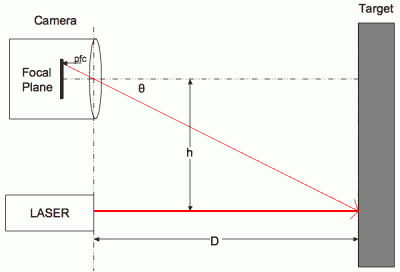 Camera
Target
pfc
Focal
Plane
θ
h
LASER
D